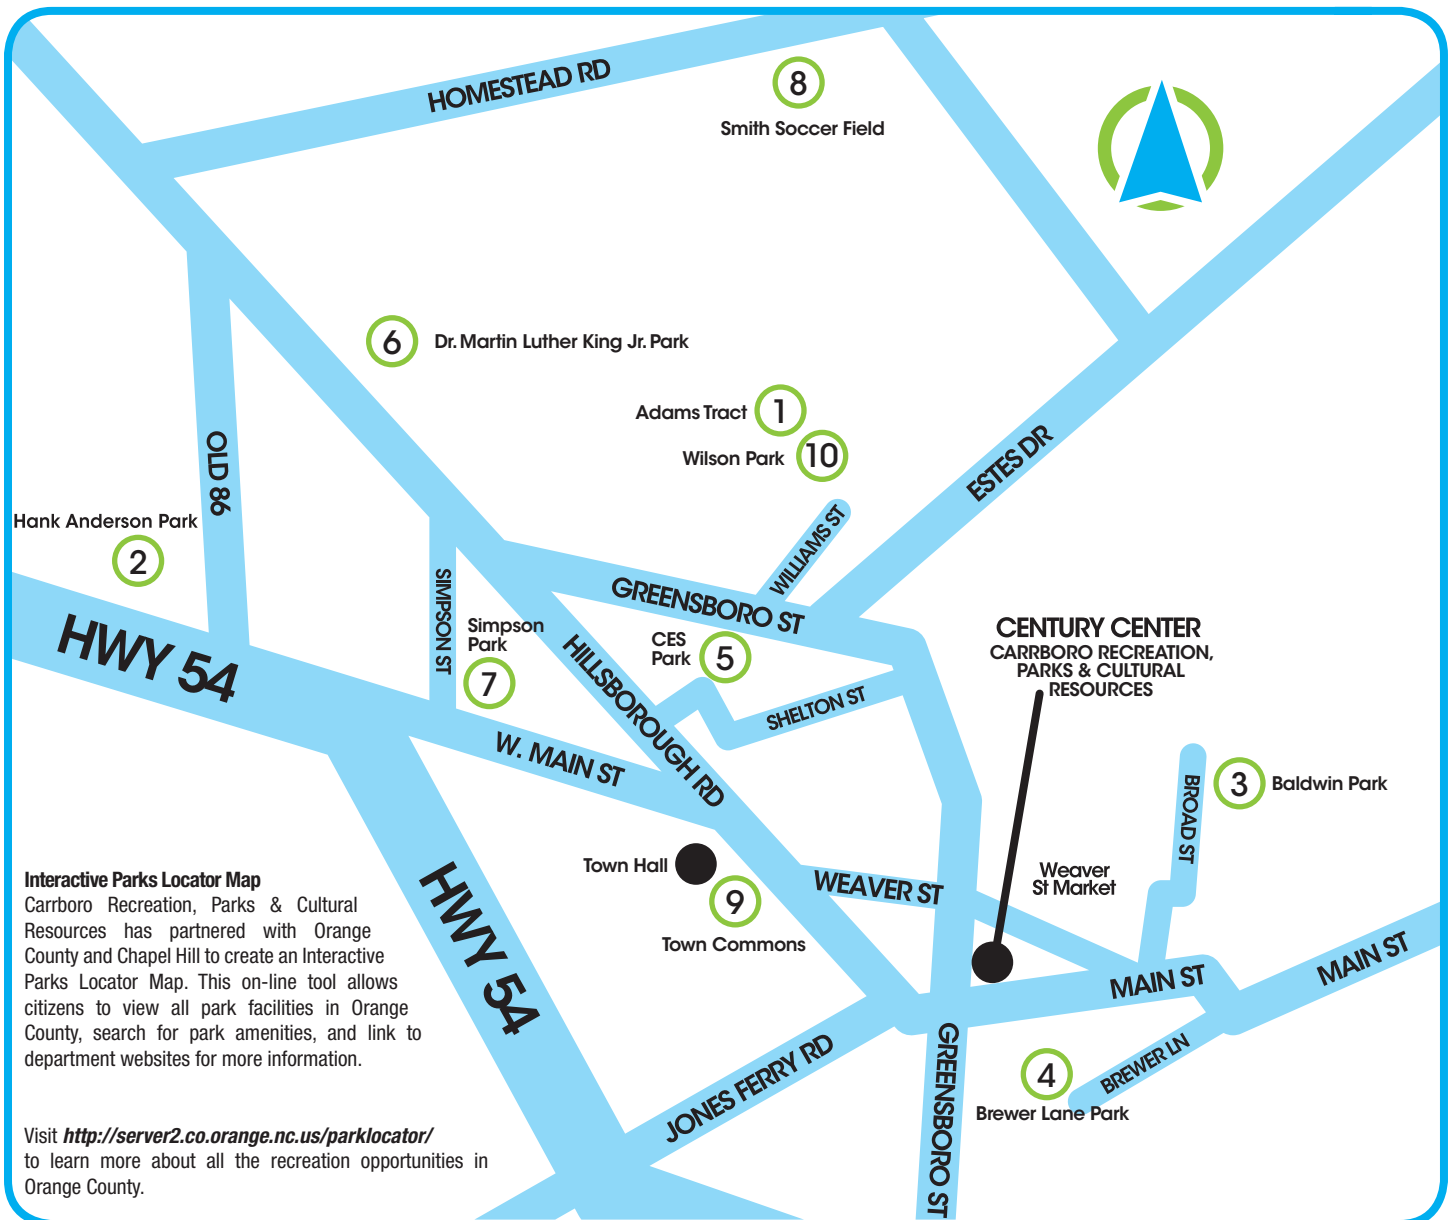 HOMESTEAD RD
8
Smith Soccer Field
6
Dr. Martin Luther King Jr. Park
Adams Tract
1
Wilson Park
10
OLD 86
ESTES DR
Hank Anderson Park
2
WILLIAMS ST
SIMPSON ST
GREENSBORO ST
HWY 54
Simpson
Park
7
HILLSBOROUGH RD
CES
Park
5
SHELTON ST
CENTURY CENTER
CARRBORO RECREATION,
PARKS & CULTURAL
RESOURCES
W. MAIN ST
BROAD ST
3
Baldwin Park
Town Hall
9
Town Commons
WEAVER ST
Weaver
St Market
HWY 54
MAIN ST
MAIN ST
JONES FERRY RD
GREENSBORO ST
4
Brewer Lane Park
BREWER LN
Interactive Parks Locator Map
Carrboro Recreation, Parks & Cultural
Resources has partnered with Orange
County and Chapel Hill to create an Interactive
Parks Locator Map. This on-line tool allows
citizens to view all park facilities in Orange
County, search for park amenities, and link to
department websites for more information.
Visit http://server2.co.orange.nc.us/parklocator/
to learn more about all the recreation opportunities in
Orange County.